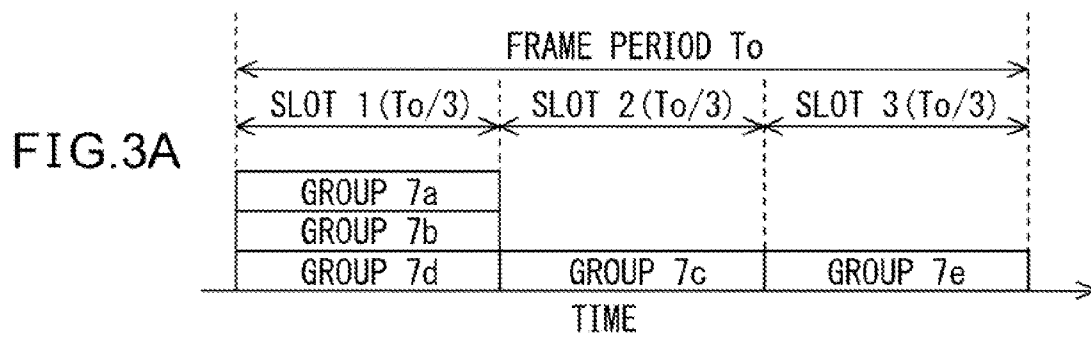 FRAME PERIOD To
SLOT 1(To/3) SLOT 2(To/3) SLOT 3(To/3)
FIG.3A
GROUP 7a
GROUP 7b
GROUP 7d GROUP 7c GROUP 7e
TIME